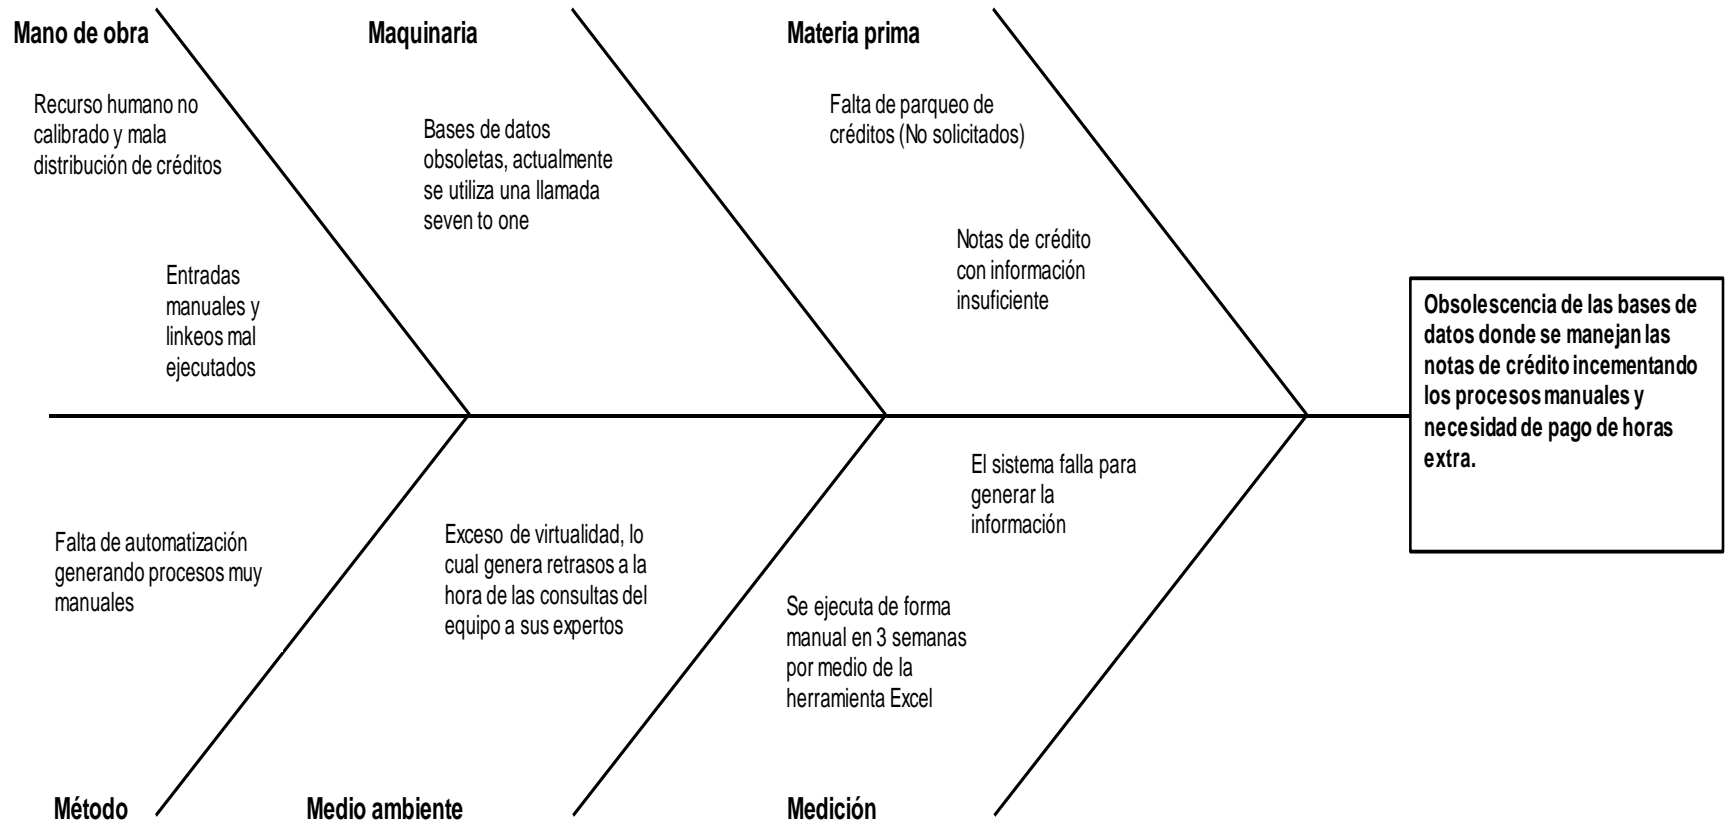 Mano de obra
Maquinaria
Materia prima
Recurso humano no
calibrado y mala
distribución de créditos
Entradas
manuales y
linkeos mal
ejecutados
Bases de datos
obsoletas, actualmente
se utiliza una llamada
seven to one
Falta de parqueo de
créditos (No solicitados)
Notas de crédito
con información
insuficiente
Obsolescencia de las bases de
datos donde se manejan las
notas de crédito incementando
los procesos manuales y
necesidad de pago de horas
extra.
Falta de automatización
generando procesos muy
manuales
Exceso de virtualidad, lo
cual genera retrasos a la
hora de las consultas del
equipo a sus expertos
El sistema falla para
generar la
información
Se ejecuta de forma
manual en 3 semanas
por medio de la
herramienta Excel
Método
Medio ambiente
Medición